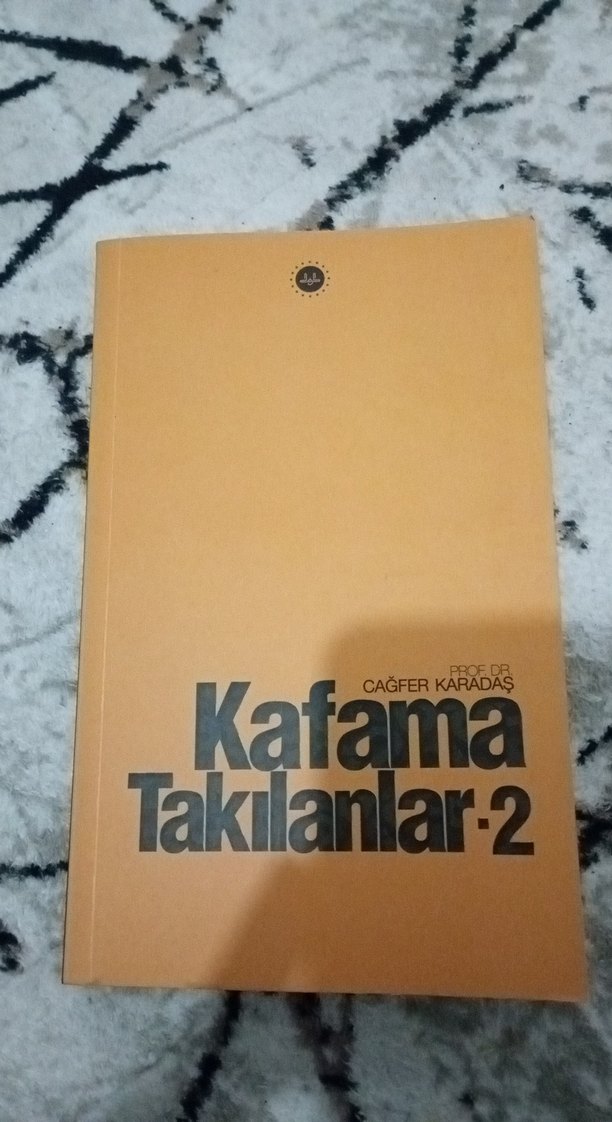 PROF. DR.
CAĞFER KARADAŞ
Kafama
Takılanlar·2